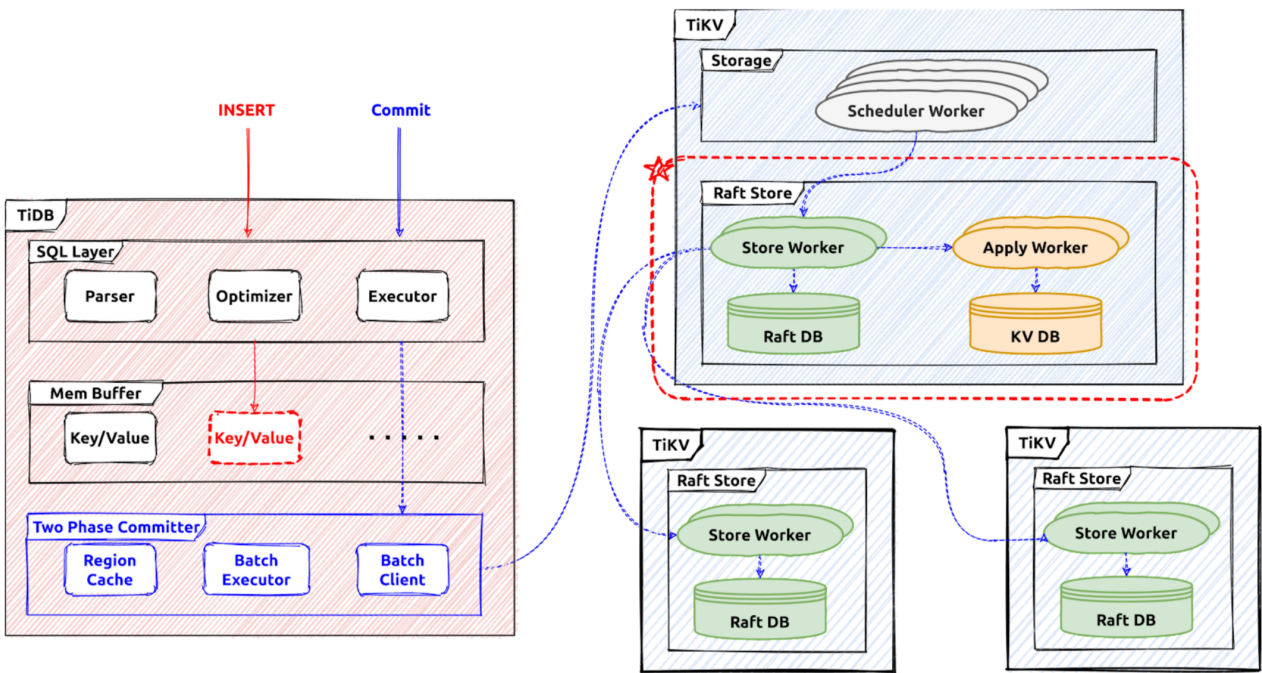 INSERT
Commit
TiDB
SQL Layer
Parser
Optimizer
Executor
Mem Buffer
Key/Value
Key/Value
.....
Two Phase Committer
Region
Cache
Batch
Executor
Batch
Client
TiKV
Storage
Scheduler Worker
Raft Store
Store Worker
Apply Worker
Raft DB
KV DB
TiKV
Raft Store
Store Worker
Raft DB
TiKV
Raft Store
Store Worker
Raft DB